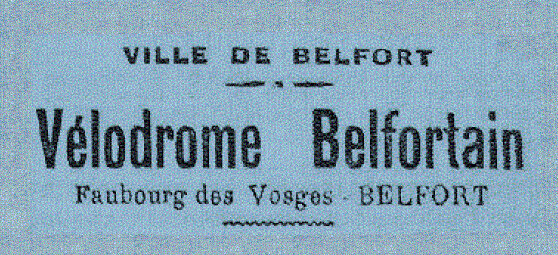 VILLE DE BELFORT
Vélodrome Belfortain
Faubourg des Vosges - BELFORT